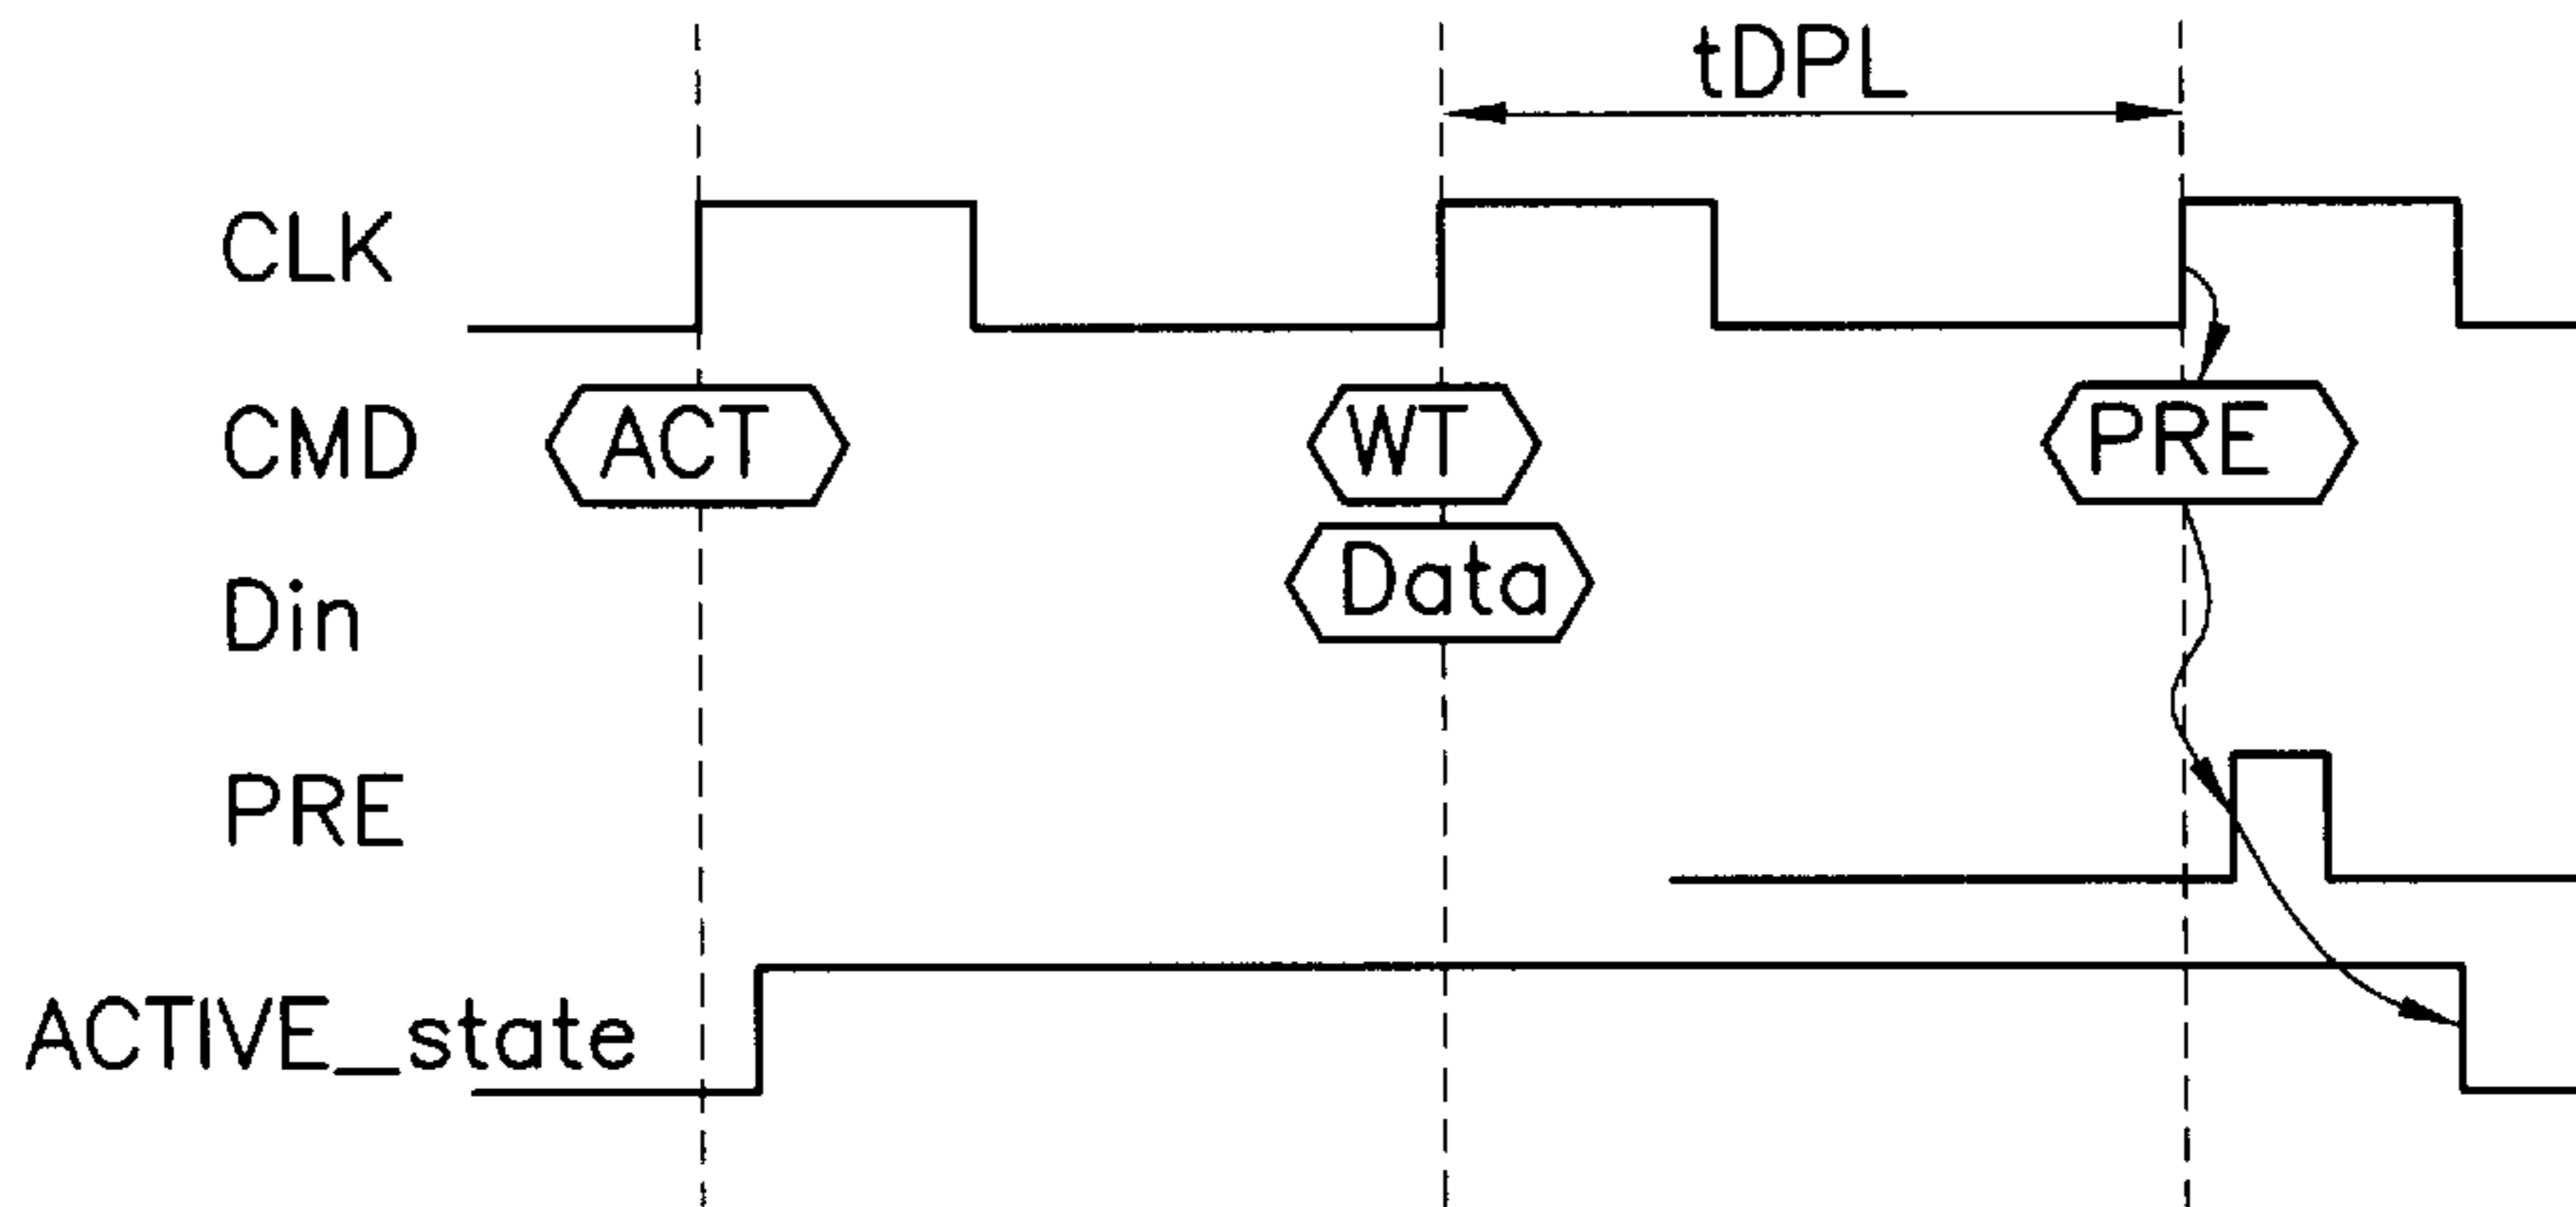 tDPL
CLK
CMD ACT WT PRE
Din Data
PRE
ACTIVE_state